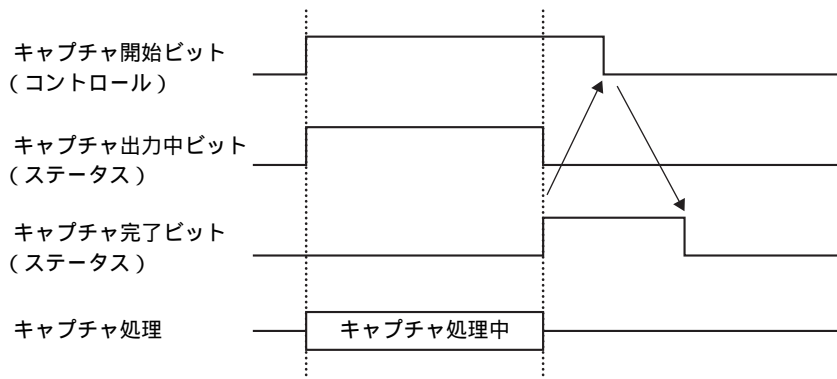 キャプチャ開始ビット
（コントロール）
キャプチャ出力中ビット
（ステータス）
キャプチャ完了ビット
（ステータス）
キャプチャ処理
キャプチャ処理中